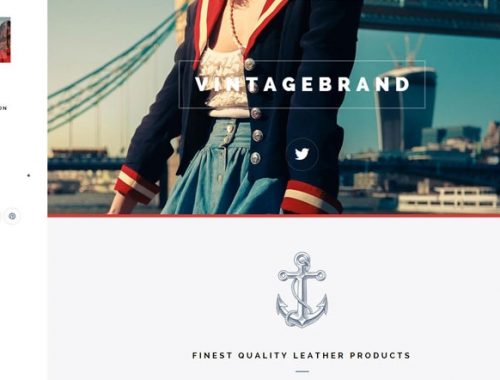 VINTAGEBRAND
FINEST QUALITY LEATHER PRODUCTS